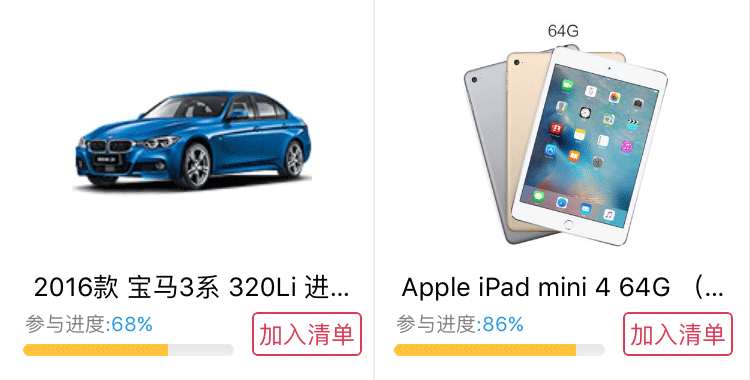 64G
2016款 宝马3系 320Li 进...
Apple iPad mini 4 64G （...
参与进度:68%
加入清单
参与进度:86%
加入清单